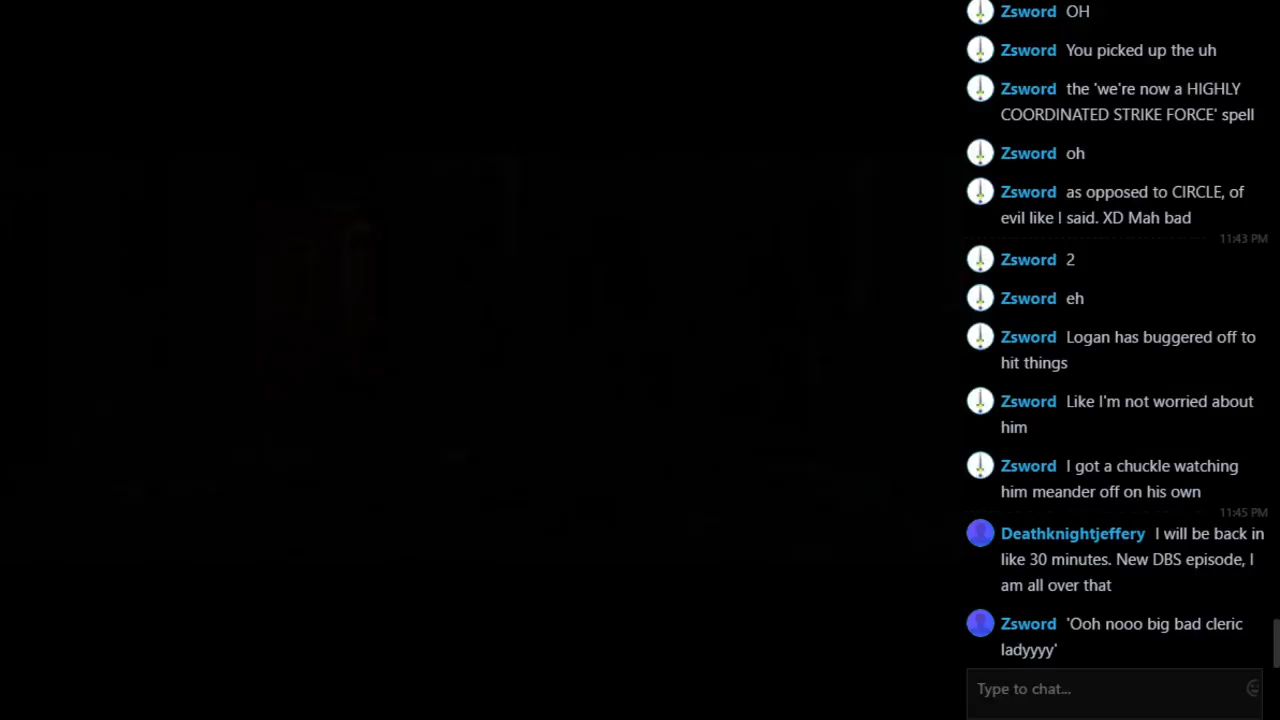 Zsword OH
Zsword You picked up the uh
Zsword the 'we're now a HIGHLY
COORDINATED STRIKE FORCE' spell
Zsword oh
Zsword as opposed to CIRCLE, of
evil like I said. XD Mah bad
11:43 PM
Zsword 2
Zsword eh
Zsword Logan has buggered off to
hit things
Zsword Like I'm not worried about
him
Zsword I got a chuckle watching
him meander off on his own
11:45 PM
Deathknightjeffery I will be back in
like 30 minutes. New DBS episode, I
am all over that
Zsword 'Ooh nooo big bad cleric
ladyyyy'
Type to chat...